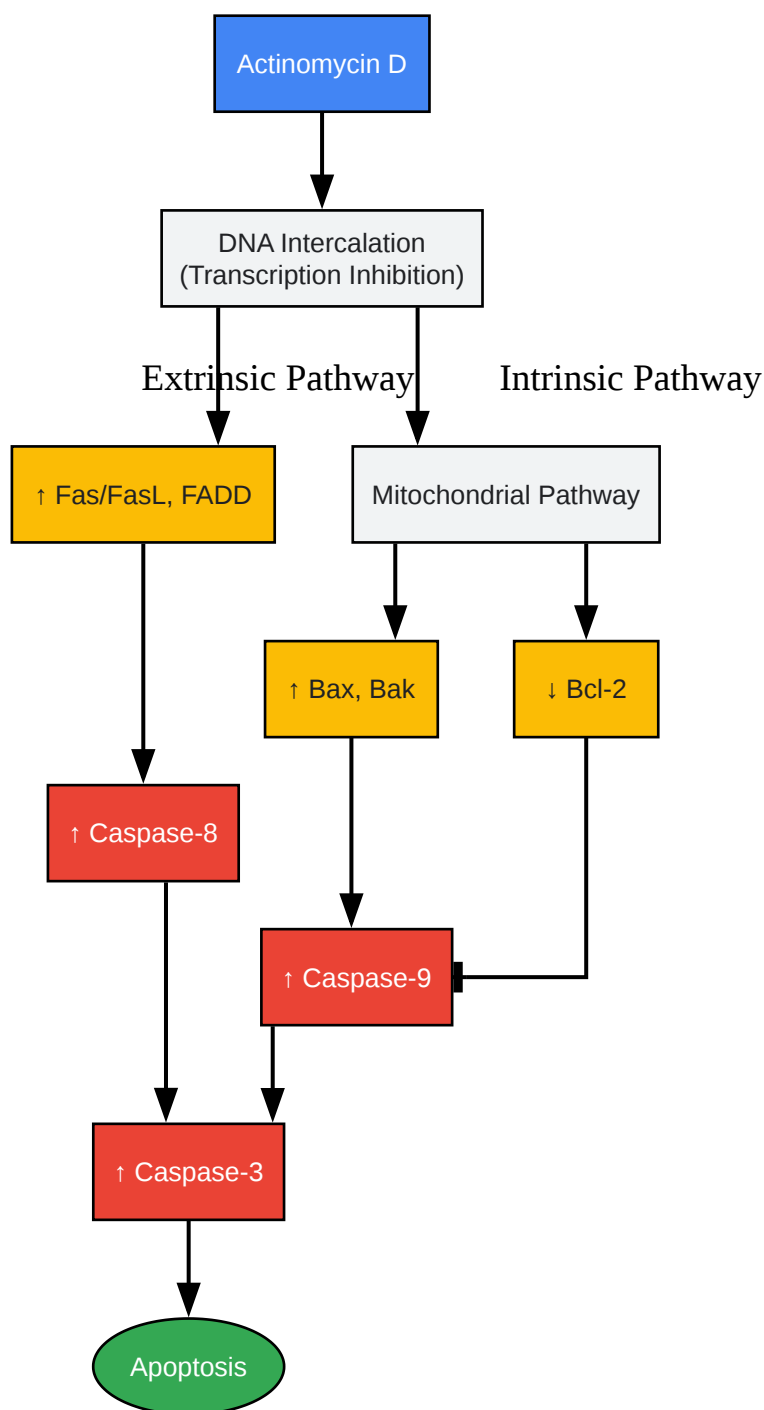 Actinomycin D
DNA Intercalation
(Transcription Inhibition)
Extrinsic Pathway
Intrinsic Pathway
↑ Fas/FasL, FADD
Mitochondrial Pathway
↑ Bax, Bak
↓ Bcl-2
↑ Caspase-8
↑ Caspase-9
↑ Caspase-3
Apoptosis